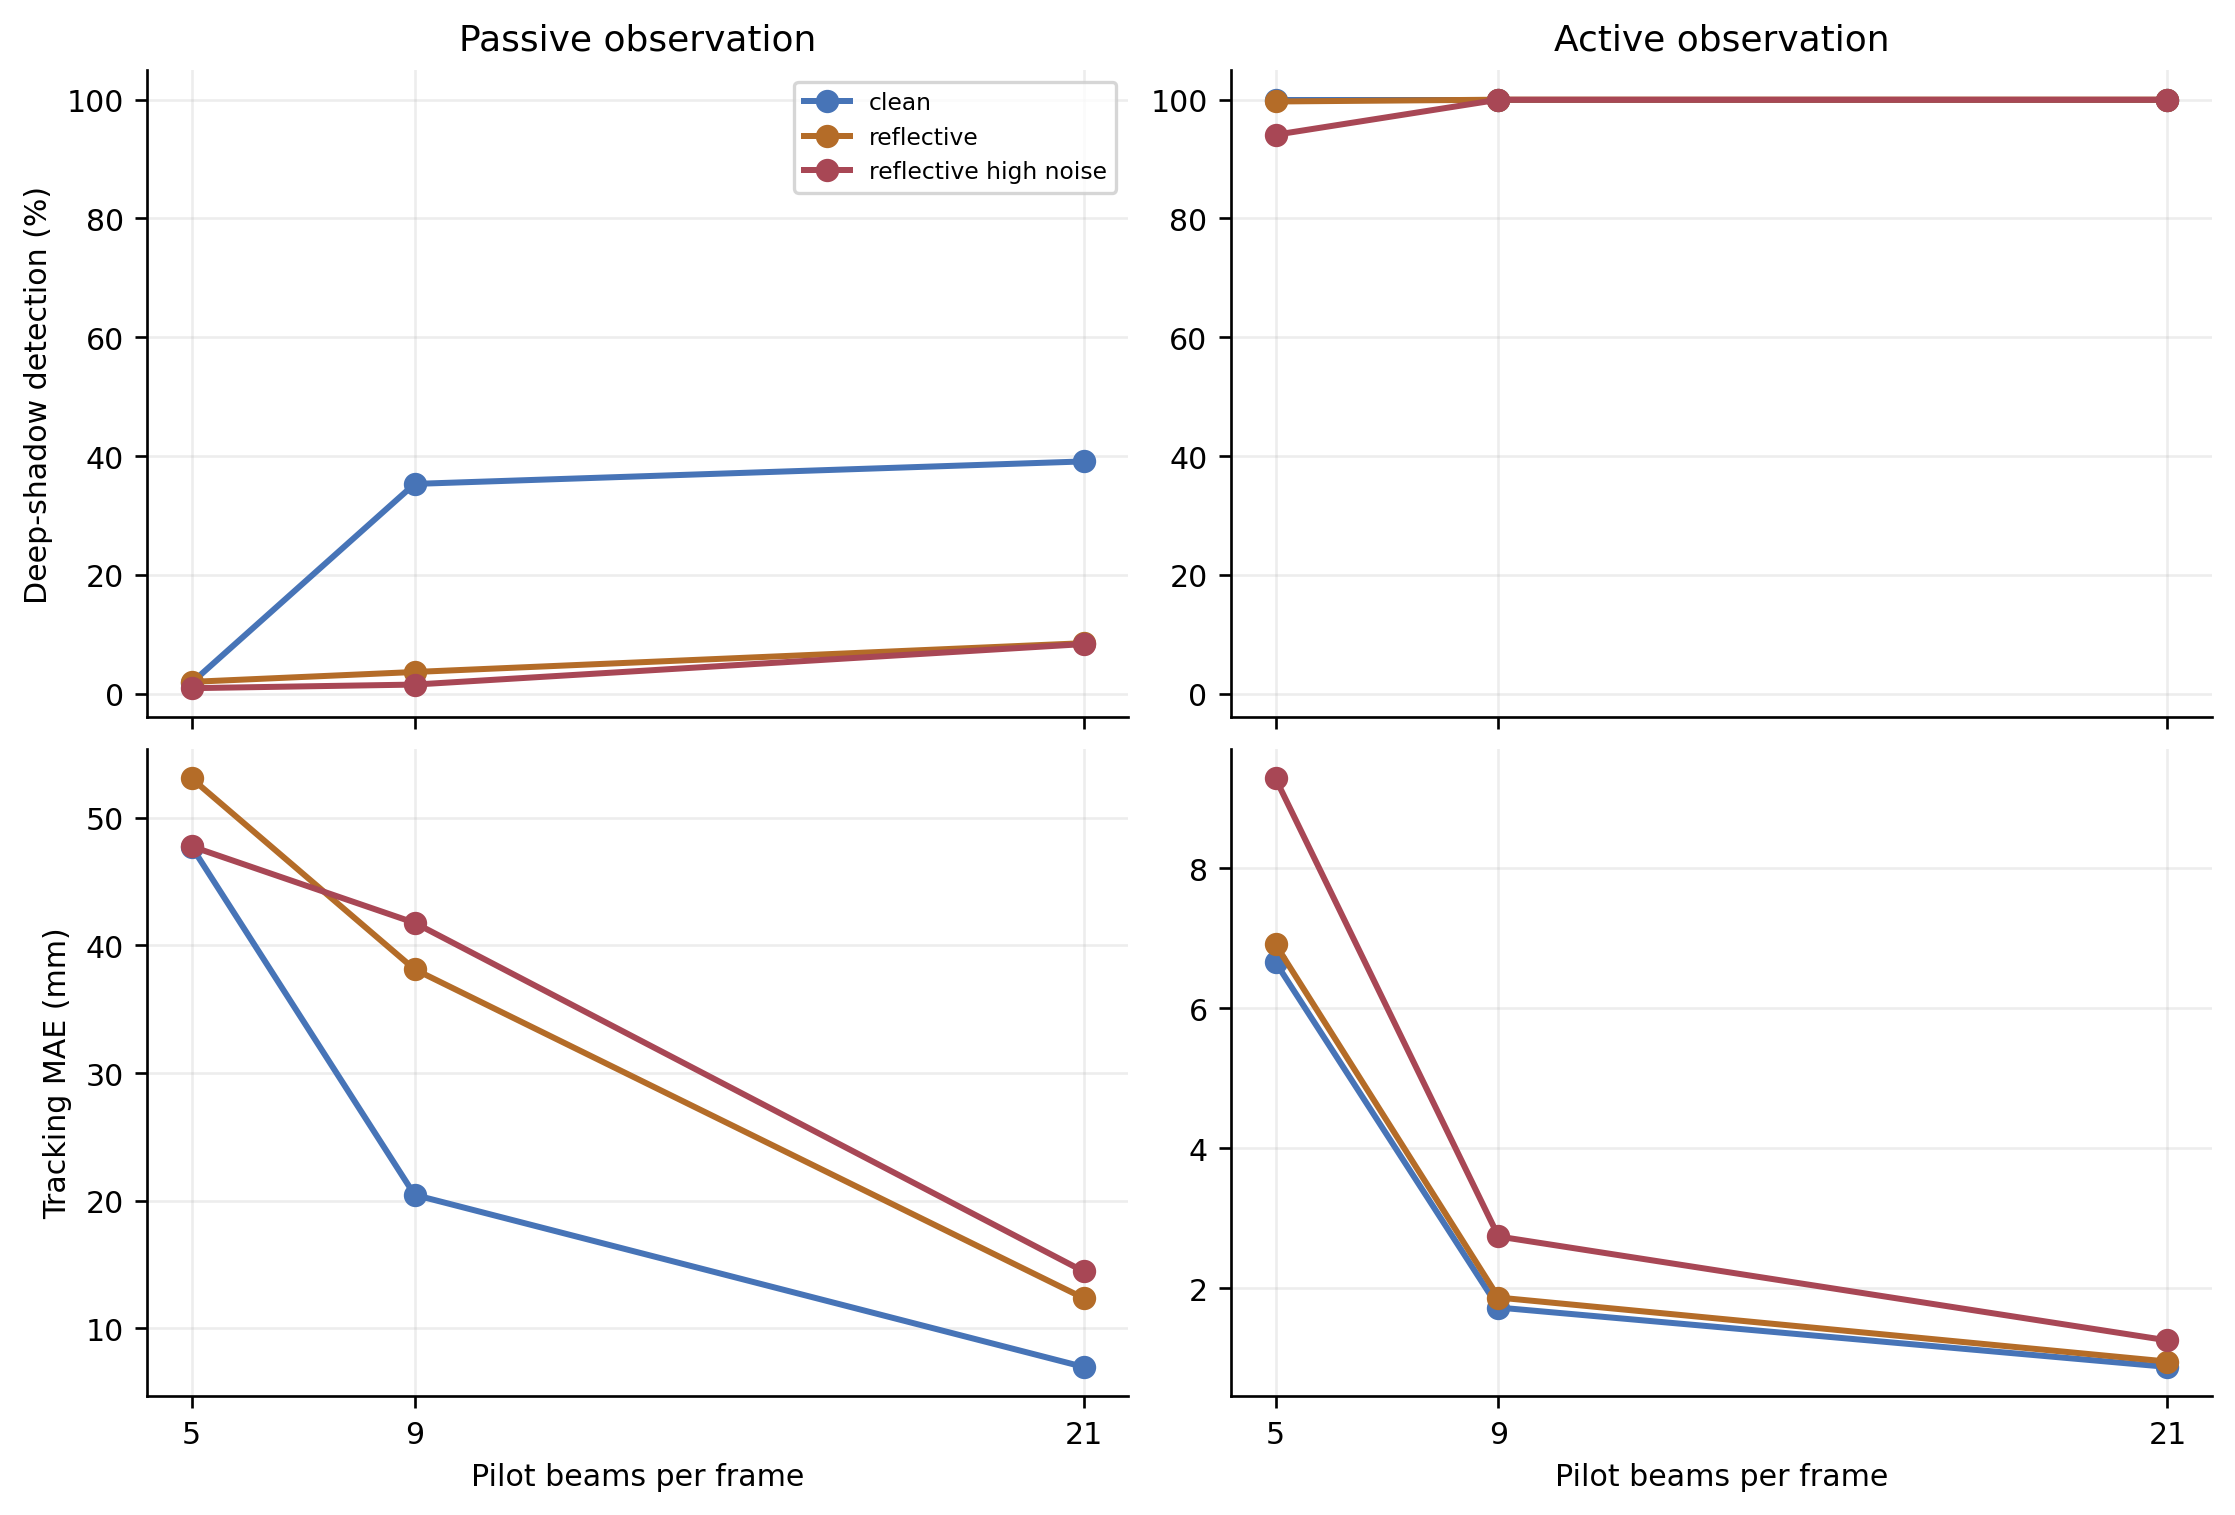 Passive observation
Active observation
100
80
60
40
20
0
Deep-shadow detection (%)
clean
reflective
reflective high noise
100
80
60
40
20
0
50
40
30
20
10
Tracking MAE (mm)
5 9 21
Pilot beams per frame
8
6
4
2
5 9 21
Pilot beams per frame